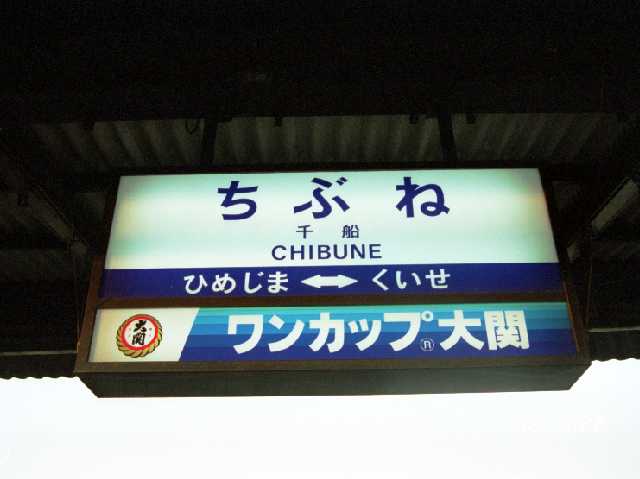 ちぶね
千船
CHIBUNE
ひめじま ↔ くいせ
大関 ワンカップ®大関